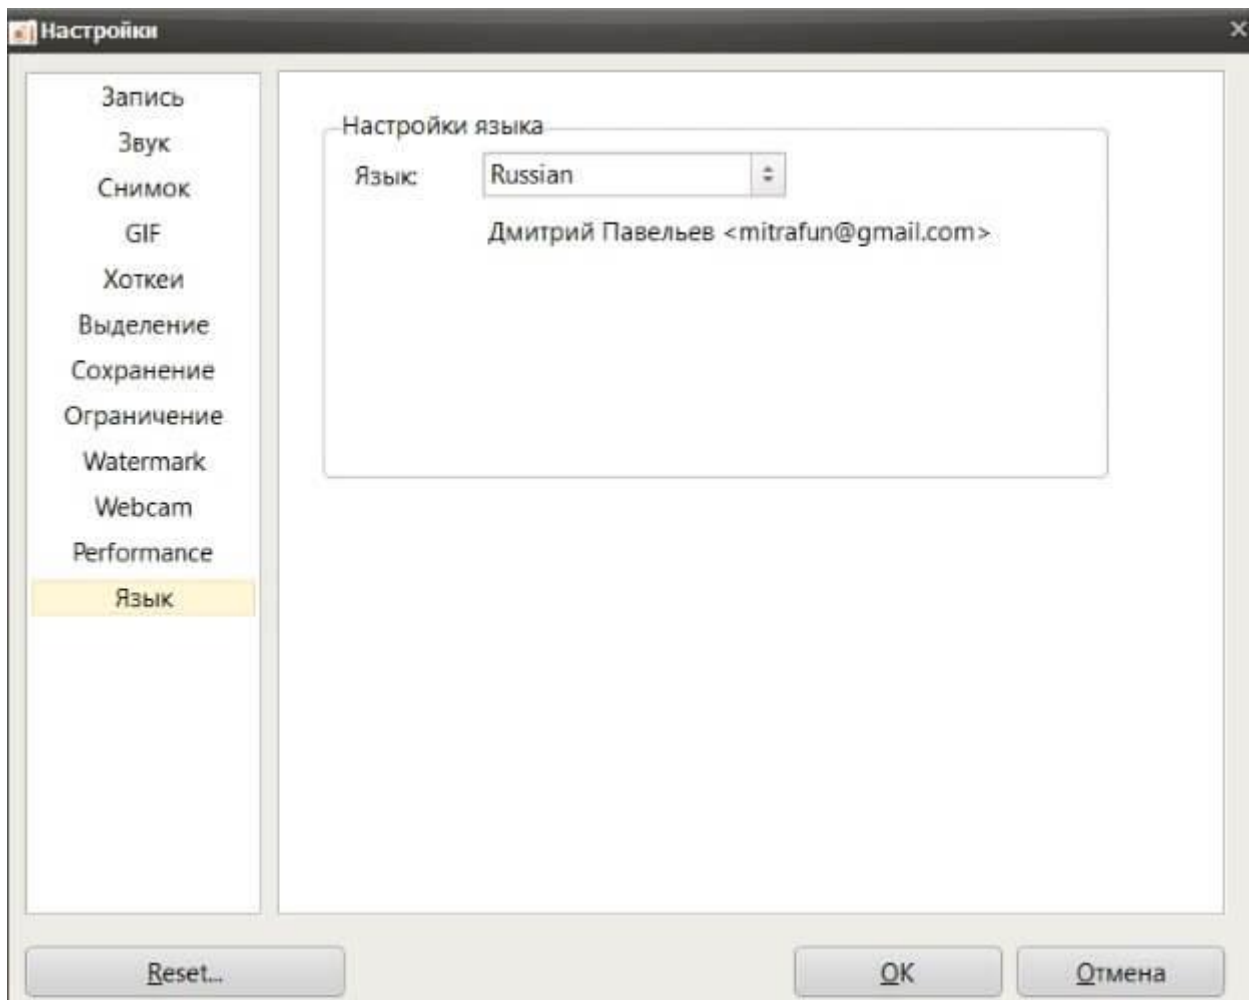 Настройки
Запись
Звук
Снимок
GIF
Хоткеи
Выделение
Сохранение
Ограничение
Watermark
Webcam
Performance
Язык
Настройки языка
Язык: Russian
Дмитрий Павельев <mitrafun@gmail.com>
Reset... OK Отмена